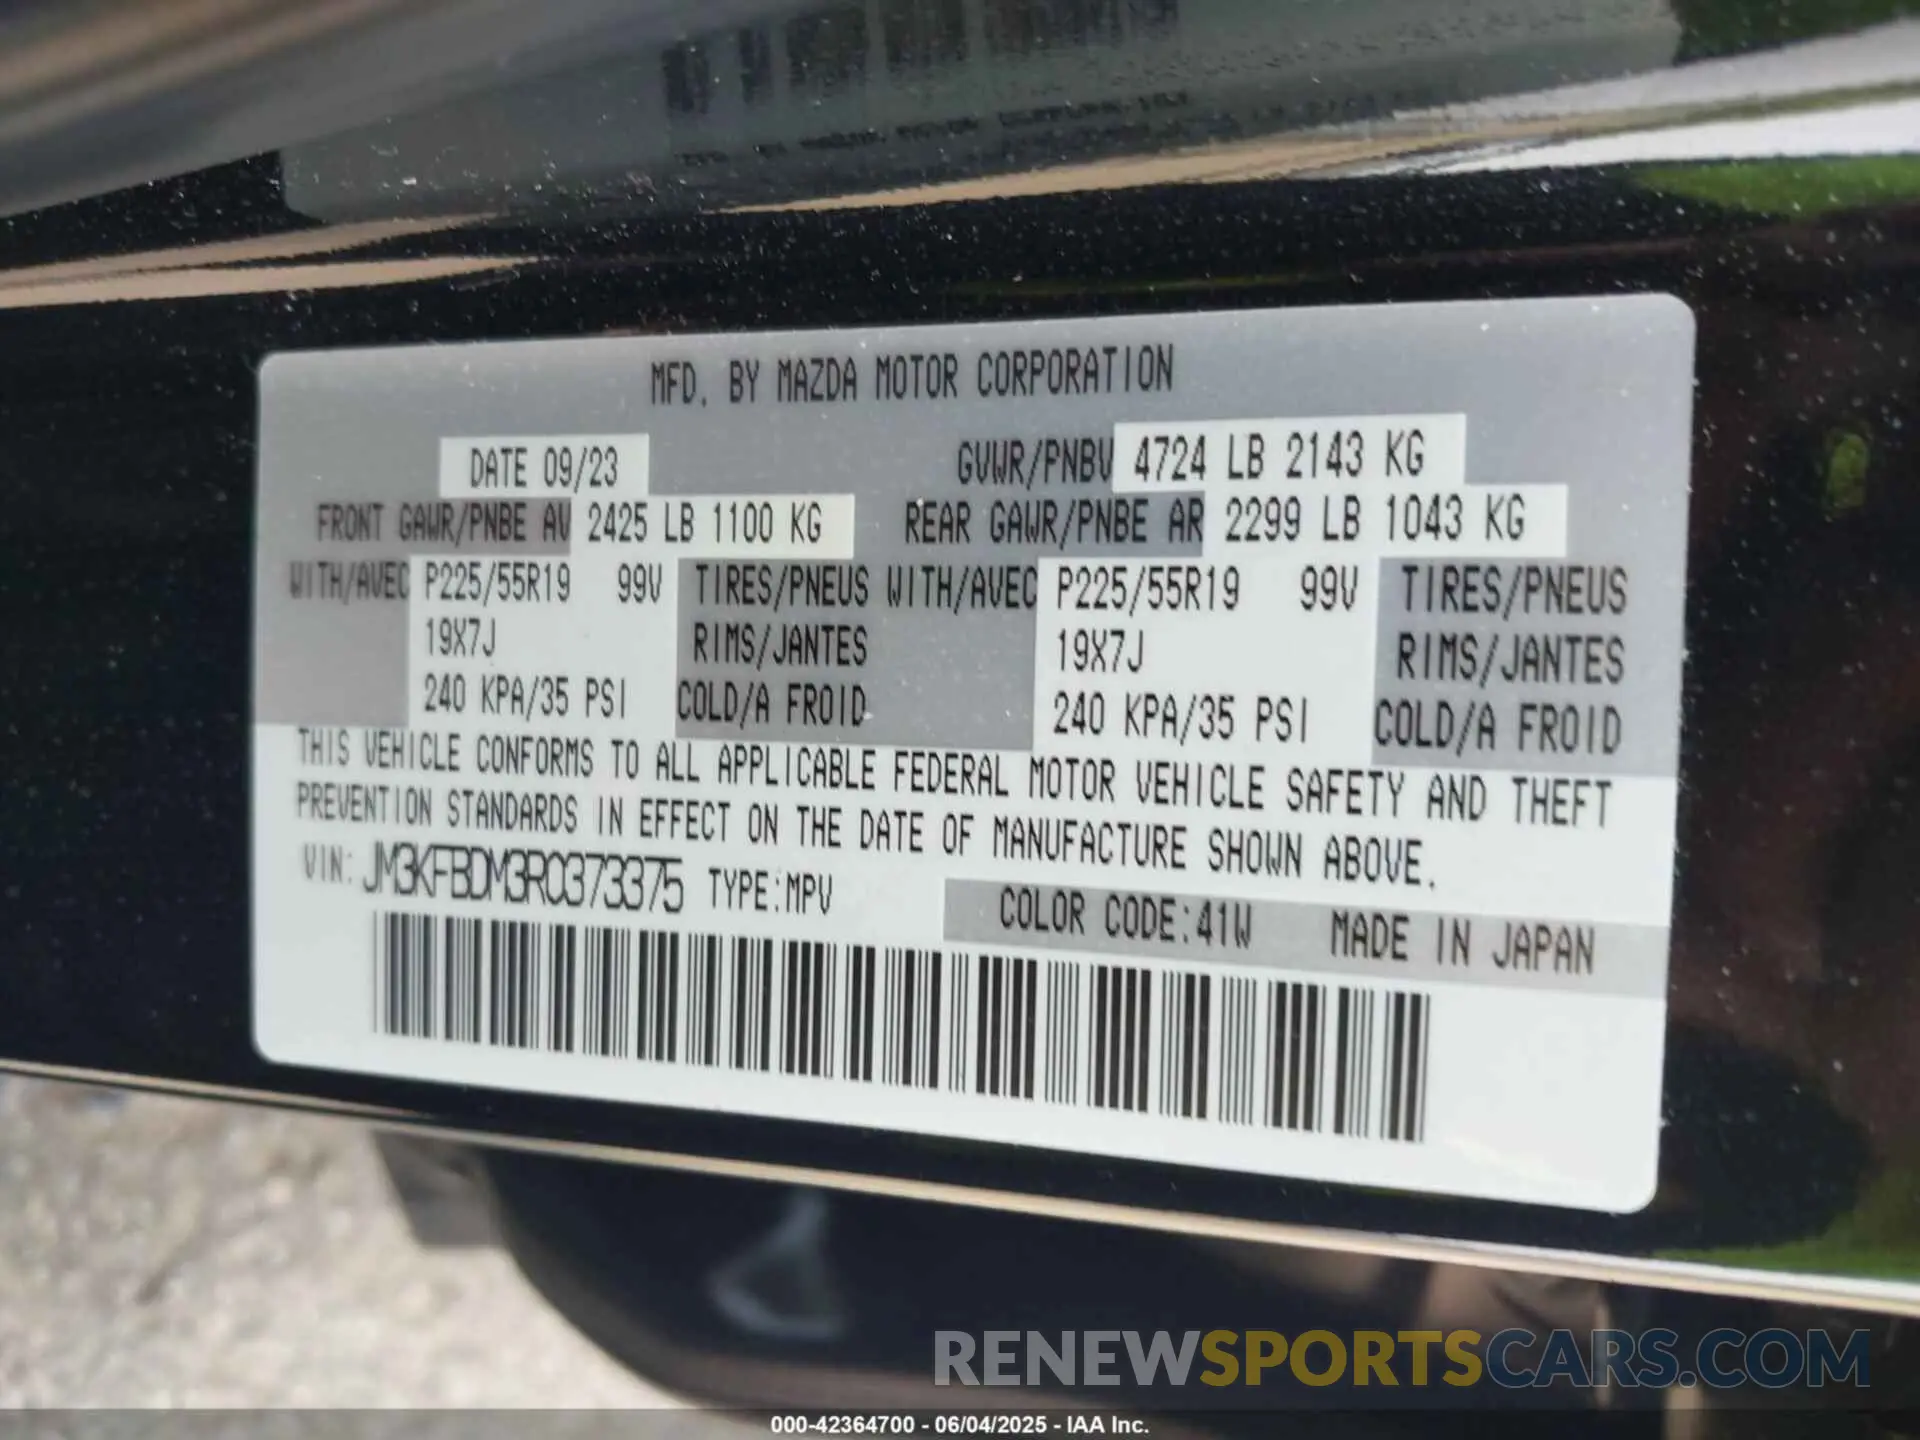 MFD. BY MAZDA MOTOR CORPORATION
DATE 09/23 GVWR/PNBV 4724 LB 2143 KG
FRONT GAWR/PNBE AV 2425 LB 1100 KG REAR GAWR/PNBE AR 2299 LB 1043 KG
WITH/AVEC P225/55R19 99V TIRES/PNEUS WITH/AVEC P225/55R19 99V TIRES/PNEUS
19X7J RIMS/JANTES 19X7J RIMS/JANTES
240 KPA/35 PSI COLD/A FROID 240 KPA/35 PSI COLD/A FROID
THIS VEHICLE CONFORMS TO ALL APPLICABLE FEDERAL MOTOR VEHICLE SAFETY AND THEFT
PREVENTION STANDARDS IN EFFECT ON THE DATE OF MANUFACTURE SHOWN ABOVE.
VIN: JM3KFBDM3R0373375 TYPE:MPV
COLOR CODE:41W MADE IN JAPAN
RENEWSPORTSCARS.COM
000-42364700 - 06/04/2025 - IAA Inc.